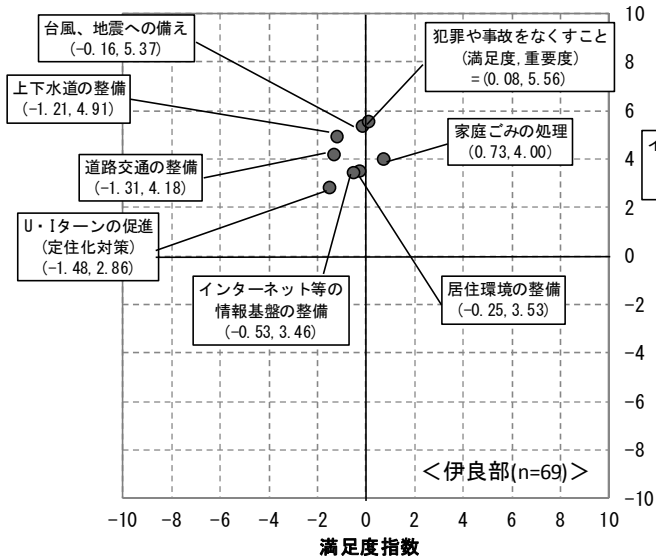 台風、地震への備え
(-0.16, 5.37)
犯罪や事故をなくすこと
(満足度, 重要度)
=(0.08, 5.56)
上下水道の整備
(-1.21, 4.91)
家庭ごみの処理
(0.73, 4.00)
道路交通の整備
(-1.31, 4.18)
U・Iターンの促進
(定住化対策)
(-1.48, 2.86)
インターネット等の
情報基盤の整備
(-0.53, 3.46)
居住環境の整備
(-0.25, 3.53)
<伊良部(n=69)>
10
8
6
4
2
0
-2
-4
-6
-8
-10
-10 -8 -6 -4 -2 0 2 4 6 8 10
満足度指数